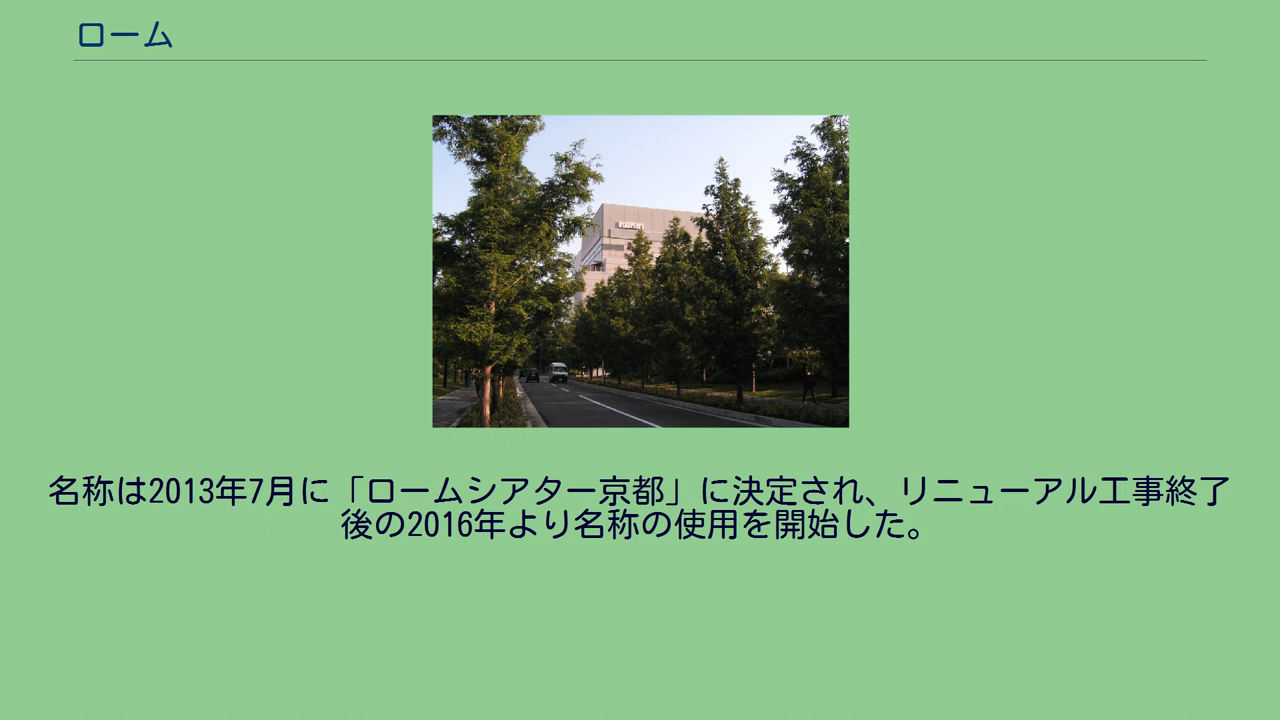 ローム
名称は2013年7月に「ロームシアター京都」に決定され、リニューアル工事終了
後の2016年より名称の使用を開始した。